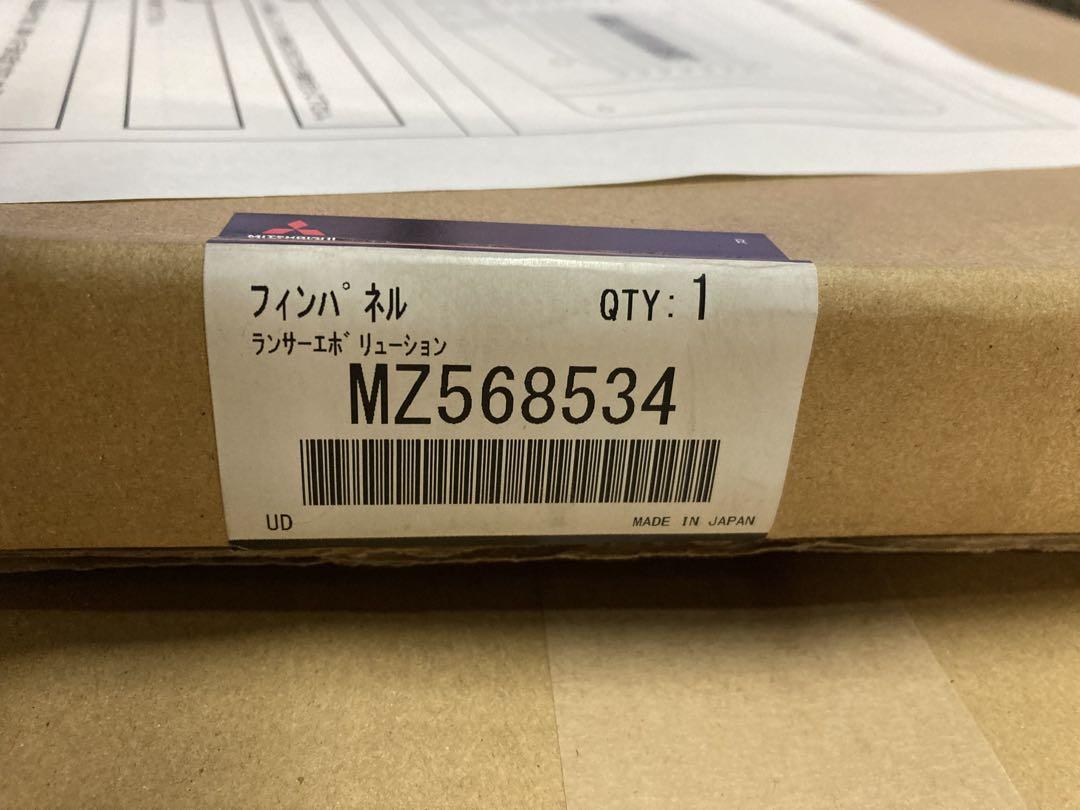 MITSUBISHI
フィンパネル QTY: 1
ランサーエボリューション
MZ568534
UD MADE IN JAPAN